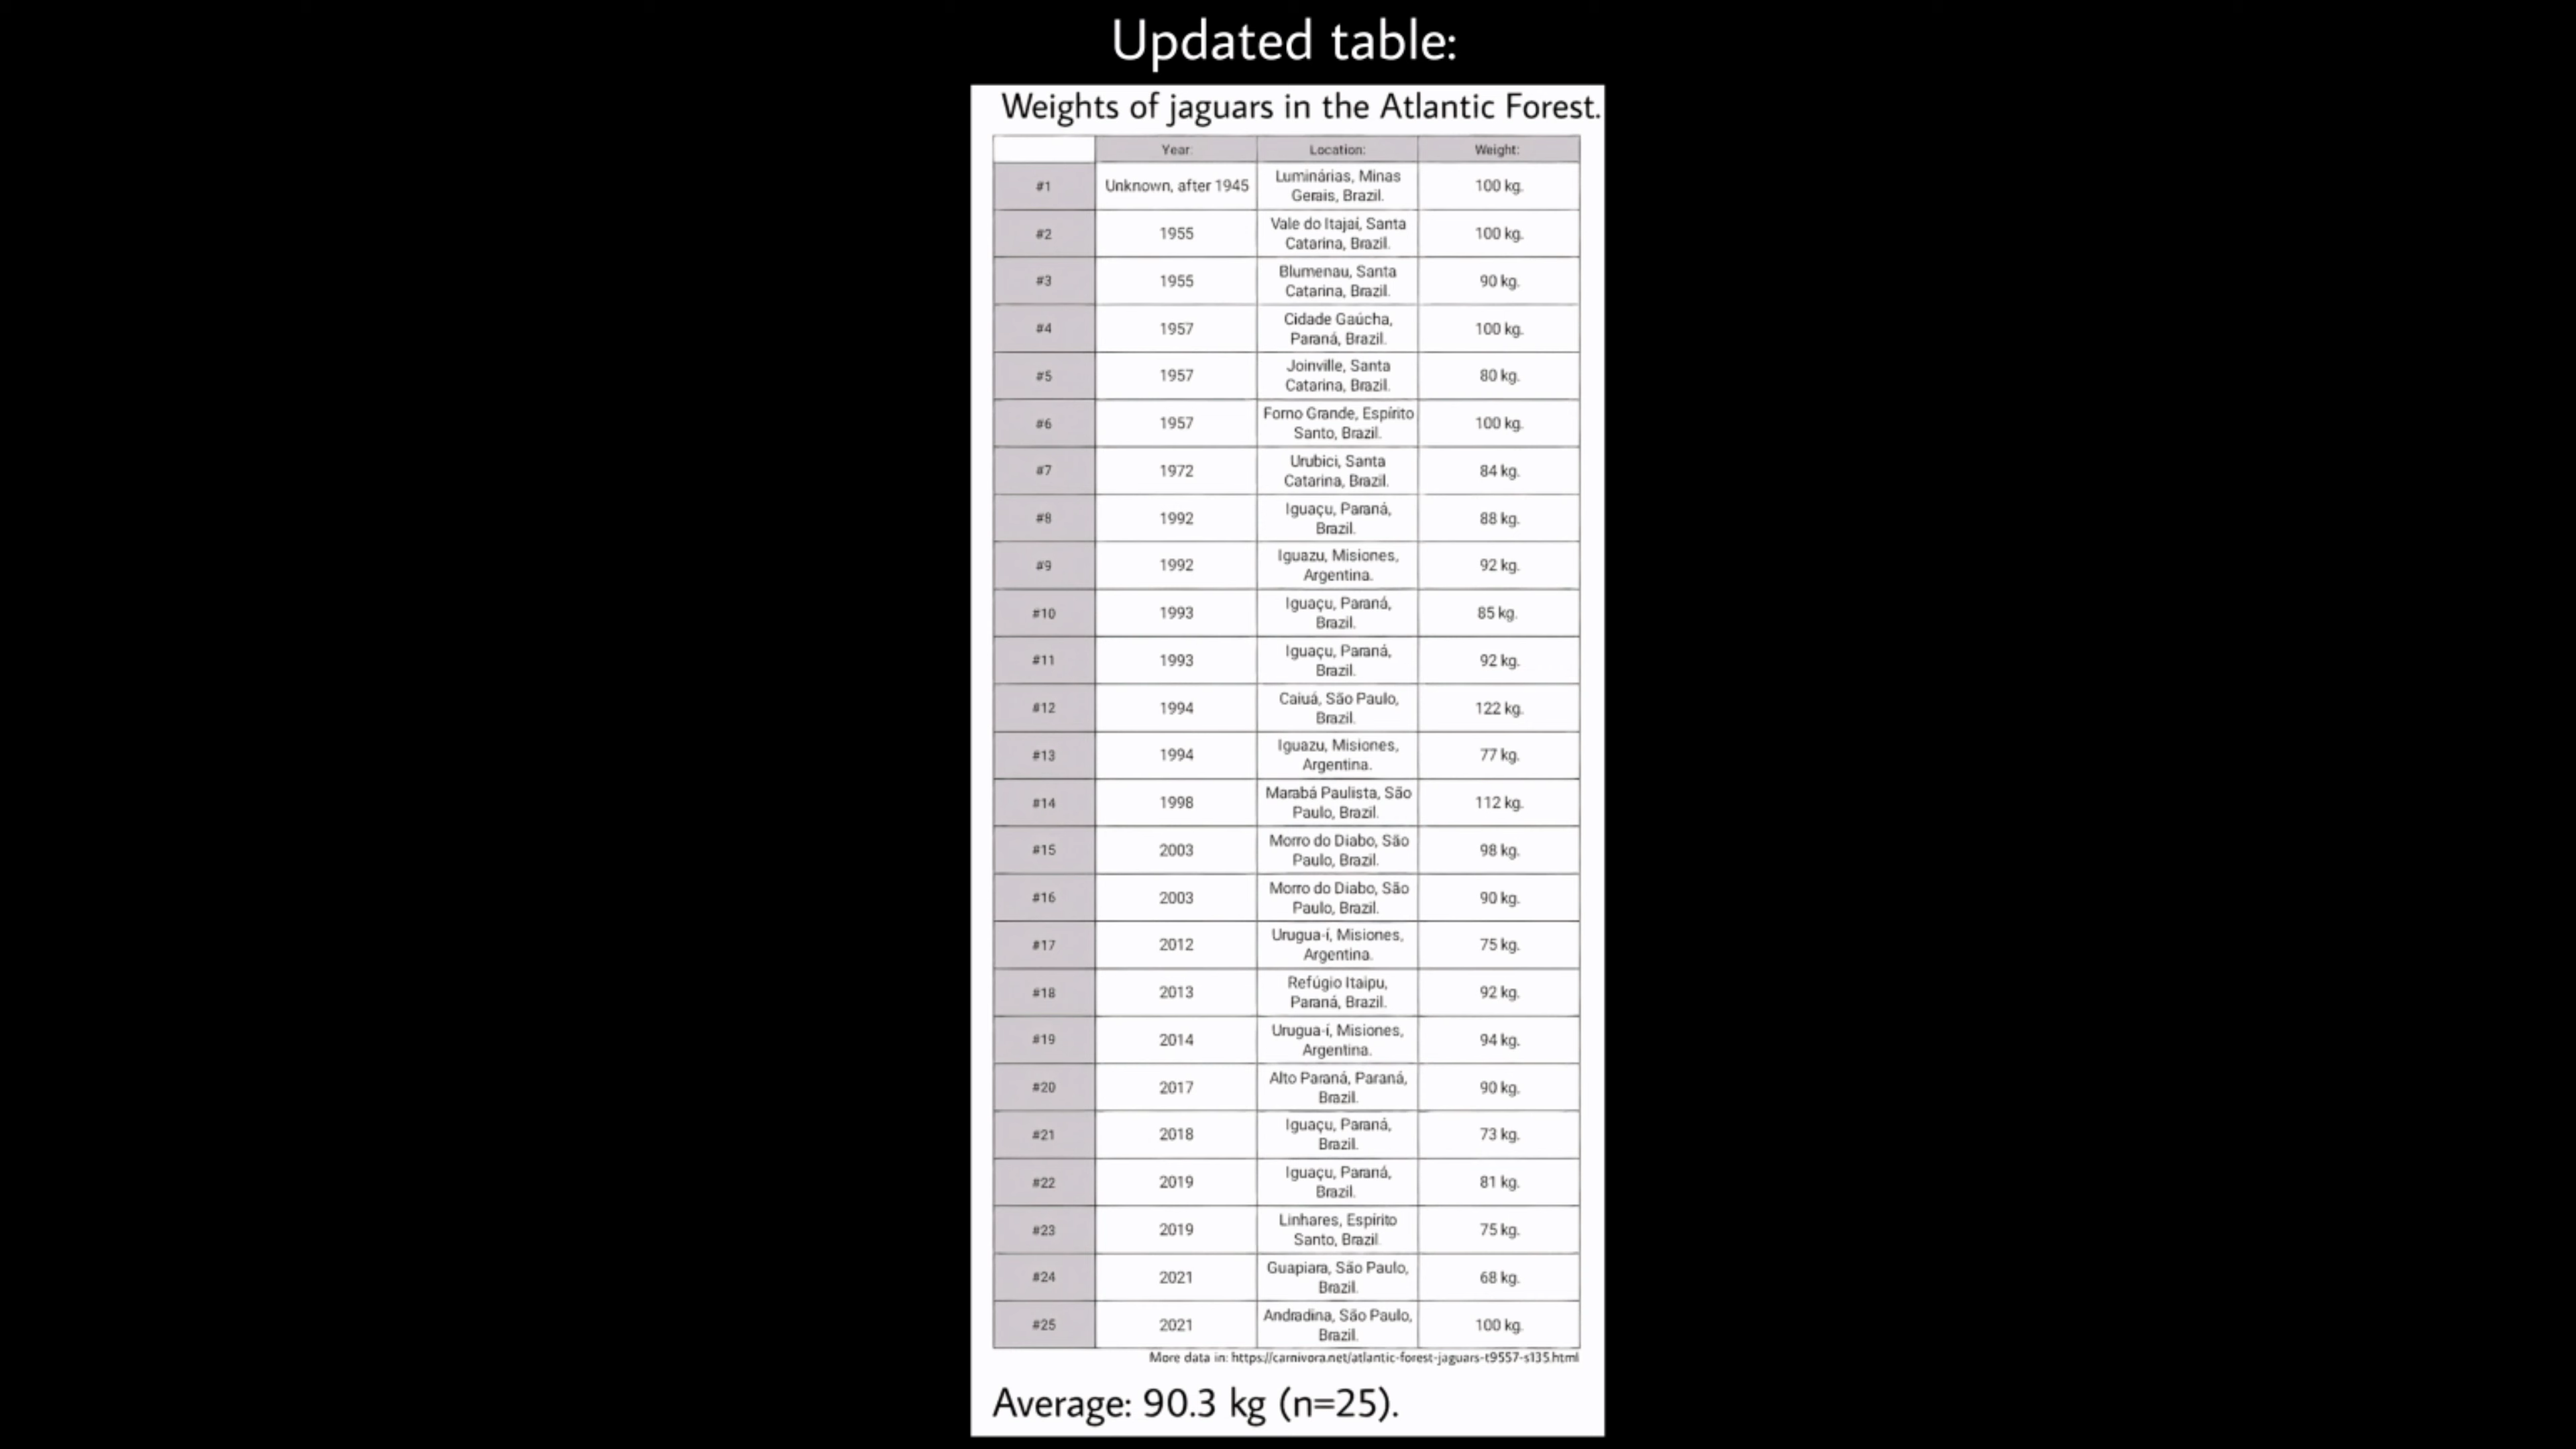 Updated table:
Weights of jaguars in the Atlantic Forest.
Year: Location: Weight:
#1 Unknown, after 1945 Luminárias, Minas Gerais, Brazil. 100 kg.
#2 1955 Vale do Itajaí, Santa Catarina, Brazil. 100 kg.
#3 1955 Blumenau, Santa Catarina, Brazil. 90 kg.
#4 1957 Cidade Gaúcha, Paraná, Brazil. 100 kg.
#5 1957 Joinville, Santa Catarina, Brazil. 80 kg.
#6 1957 Forno Grande, Espírito Santo, Brazil. 100 kg.
#7 1972 Urubici, Santa Catarina, Brazil. 84 kg.
#8 1992 Iguaçu, Paraná, Brazil. 88 kg.
#9 1992 Iguazu, Misiones, Argentina. 92 kg.
#10 1993 Iguaçu, Paraná, Brazil. 85 kg.
#11 1993 Iguaçu, Paraná, Brazil. 92 kg.
#12 1994 Caiuá, São Paulo, Brazil. 122 kg.
#13 1994 Iguazu, Misiones, Argentina. 77 kg.
#14 1998 Marabá Paulista, São Paulo, Brazil. 112 kg.
#15 2003 Morro do Diabo, São Paulo, Brazil. 98 kg.
#16 2003 Morro do Diabo, São Paulo, Brazil. 90 kg.
#17 2012 Urugua-í, Misiones, Argentina. 75 kg.
#18 2013 Refúgio Itaipu, Paraná, Brazil. 92 kg.
#19 2014 Urugua-í, Misiones, Argentina. 94 kg.
#20 2017 Alto Paraná, Paraná, Brazil. 90 kg.
#21 2018 Iguaçu, Paraná, Brazil. 73 kg.
#22 2019 Iguaçu, Paraná, Brazil. 81 kg.
#23 2019 Linhares, Espírito Santo, Brazil. 75 kg.
#24 2021 Guapiara, São Paulo, Brazil. 68 kg.
#25 2021 Andradina, São Paulo, Brazil. 100 kg.
More data in: https://carnivora.net/atlantic-forest-jaguars-t9557-s135.html
Average: 90.3 kg (n=25).